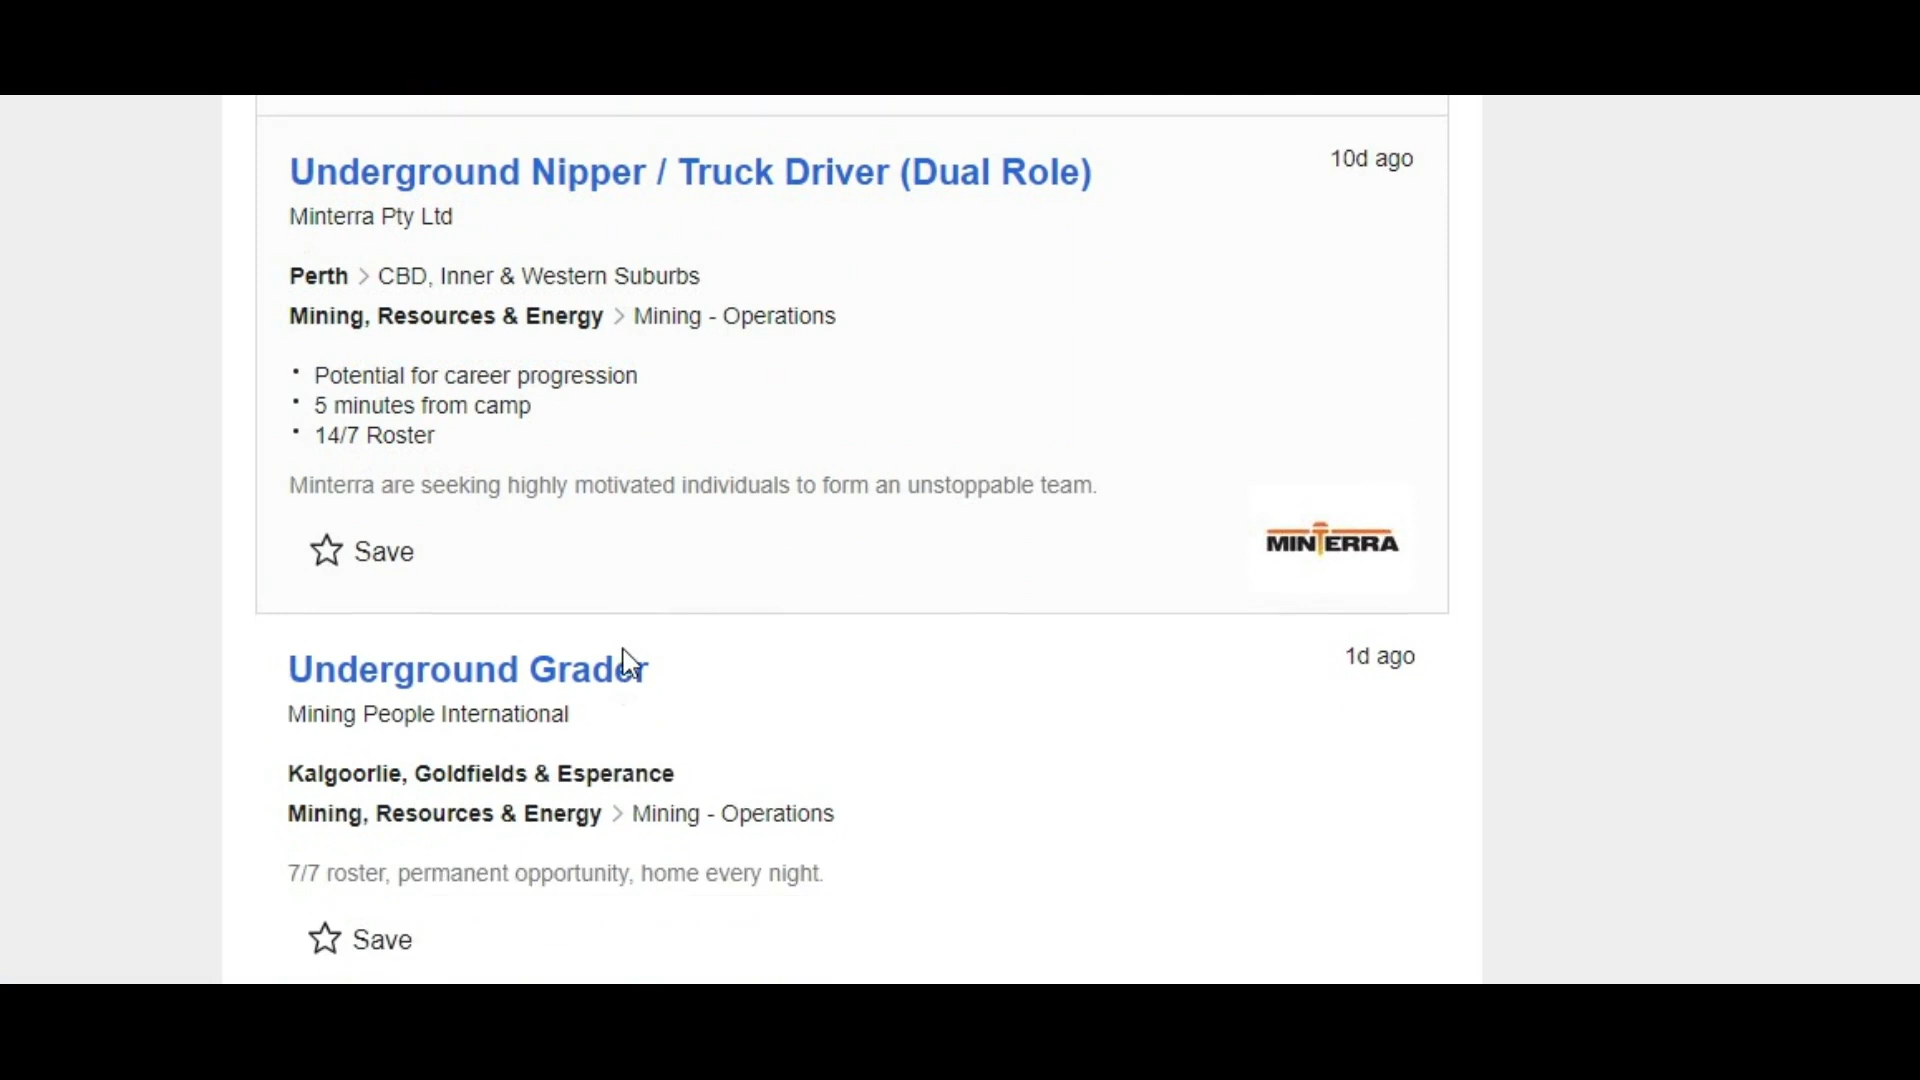 Underground Nipper / Truck Driver (Dual Role)
10d ago
Minterra Pty Ltd
Perth > CBD, Inner & Western Suburbs
Mining, Resources & Energy > Mining - Operations
• Potential for career progression
• 5 minutes from camp
• 14/7 Roster
Minterra are seeking highly motivated individuals to form an unstoppable team.
Save
MINTERRA
Underground Grader
1d ago
Mining People International
Kalgoorlie, Goldfields & Esperance
Mining, Resources & Energy > Mining - Operations
7/7 roster, permanent opportunity, home every night.
Save